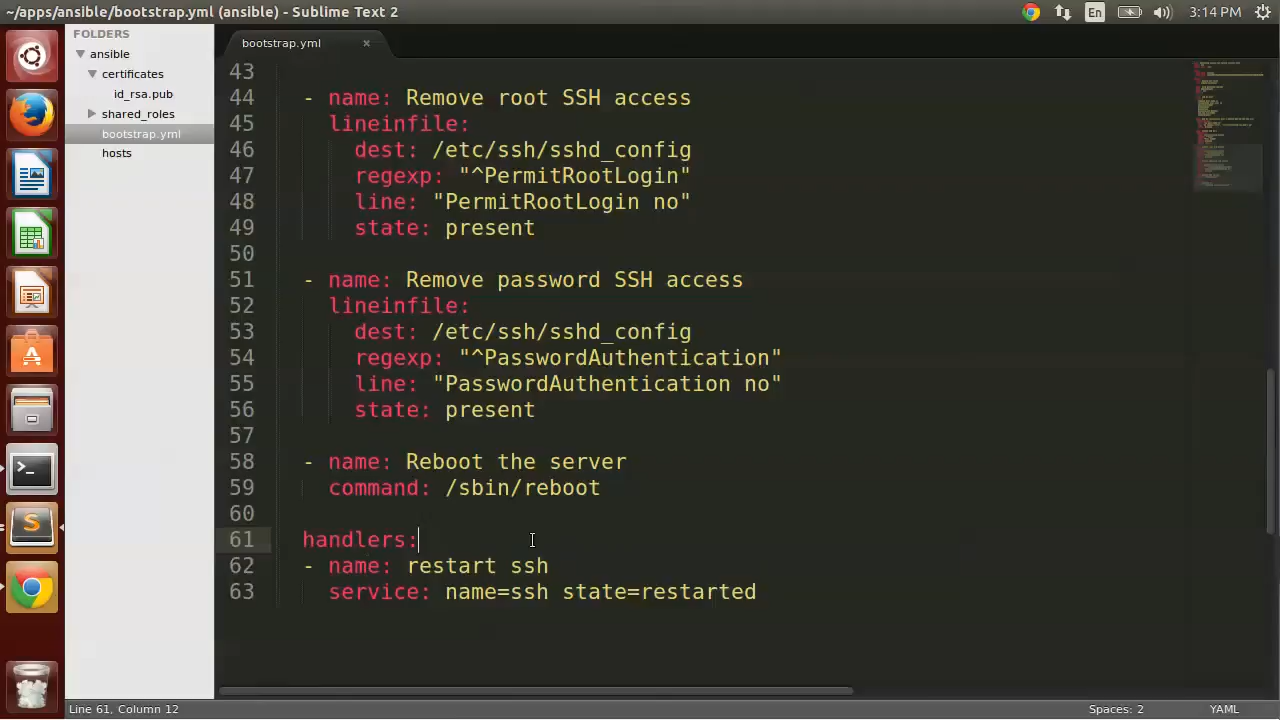 ~/apps/ansible/bootstrap.yml (ansible) - Sublime Text 2
En
3:14 PM
FOLDERS
ansible
certificates
id_rsa.pub
shared_roles
bootstrap.yml
hosts
bootstrap.yml ×
43
44 - name: Remove root SSH access
45 lineinfile:
46 dest: /etc/ssh/sshd_config
47 regexp: "^PermitRootLogin"
48 line: "PermitRootLogin no"
49 state: present
50
51 - name: Remove password SSH access
52 lineinfile:
53 dest: /etc/ssh/sshd_config
54 regexp: "^PasswordAuthentication"
55 line: "PasswordAuthentication no"
56 state: present
57
58 - name: Reboot the server
59 command: /sbin/reboot
60
61 handlers:
62 - name: restart ssh
63 service: name=ssh state=restarted
Line 61, Column 12
Spaces: 2
YAML